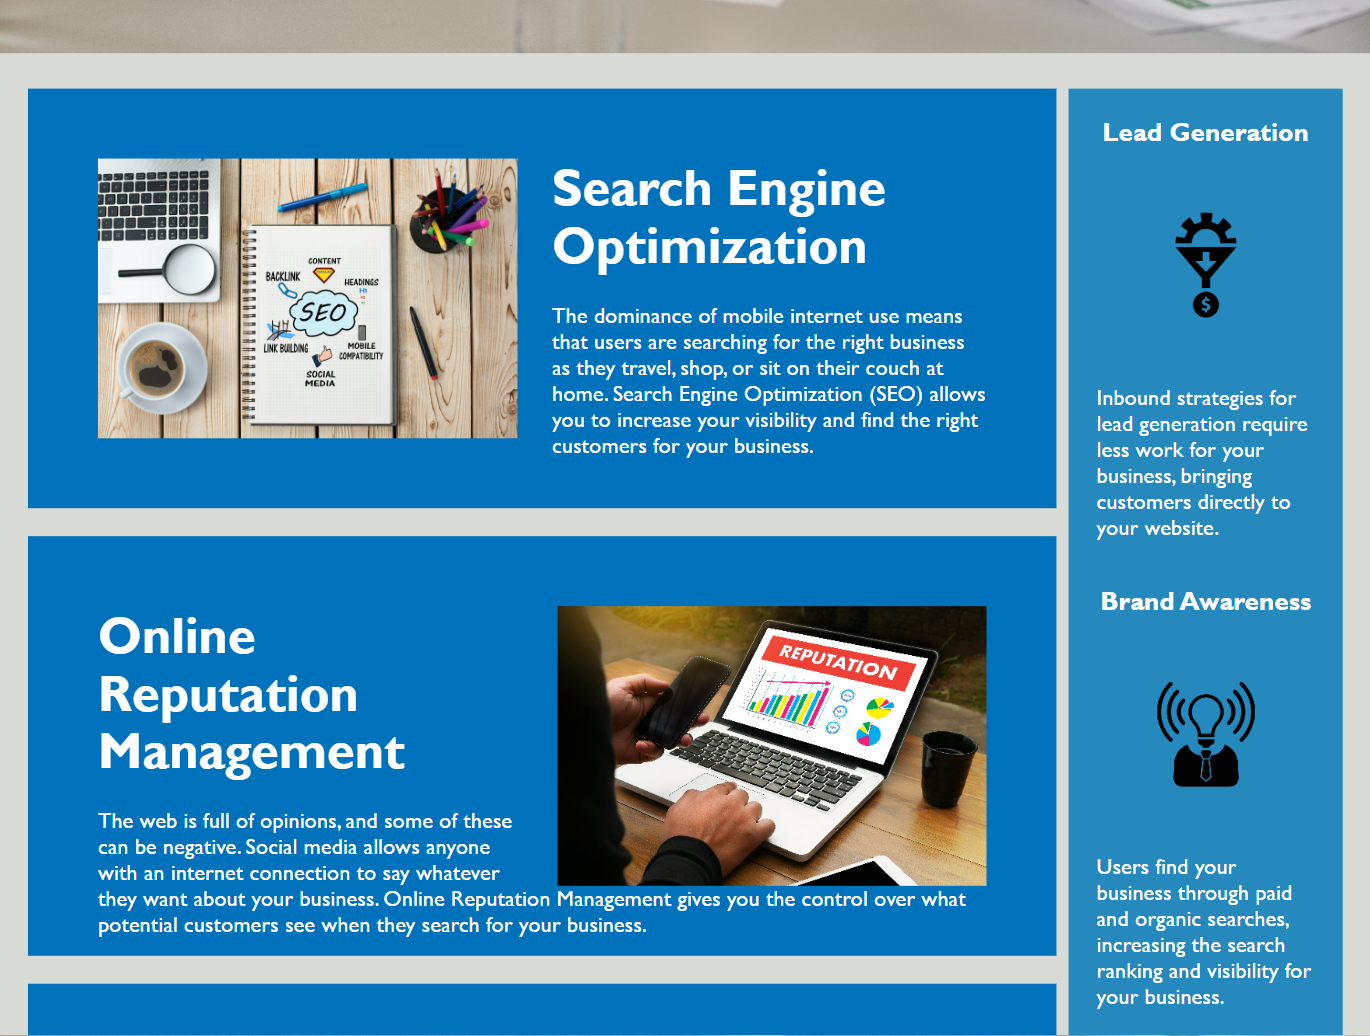 Search Engine
Optimization
The dominance of mobile internet use means
that users are searching for the right business
as they travel, shop, or sit on their couch at
home. Search Engine Optimization (SEO) allows
you to increase your visibility and find the right
customers for your business.
CONTENT
BACKLINK
HEADINGS
H1
SEO
LINK BUILDING
MOBILE
COMPATIBILITY
SOCIAL
MEDIA
Online
Reputation
Management
The web is full of opinions, and some of these
can be negative. Social media allows anyone
with an internet connection to say whatever
they want about your business. Online Reputation Management gives you the control over what
potential customers see when they search for your business.
REPUTATION
Lead Generation
$
Inbound strategies for
lead generation require
less work for your
business, bringing
customers directly to
your website.
Brand Awareness
Users find your
business through paid
and organic searches,
increasing the search
ranking and visibility for
your business.